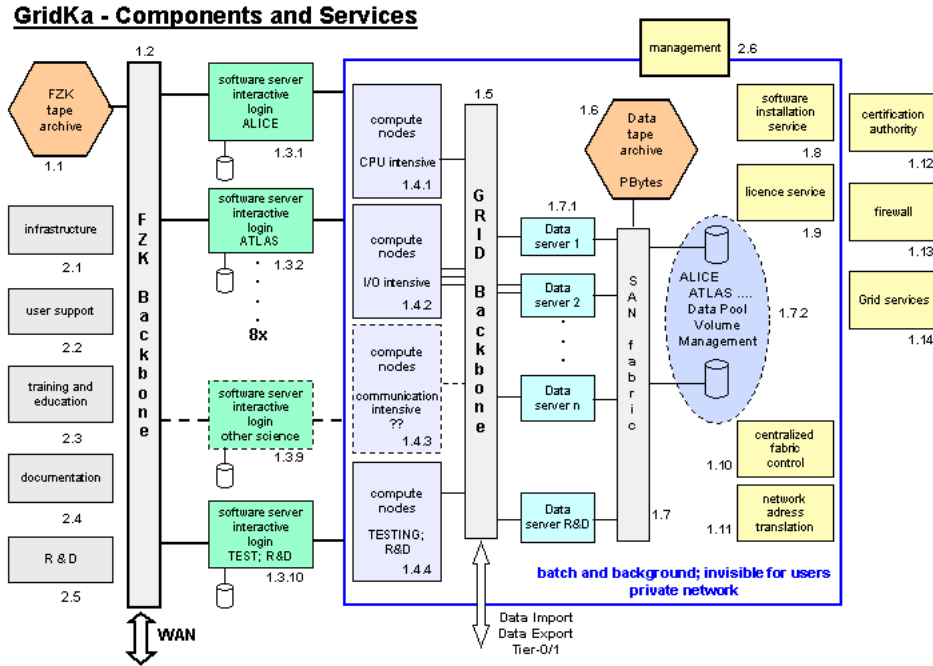 GridKa - Components and Services
1.2
FZK
tape
archive
1.1
infrastructure
2.1
user support
2.2
training and
education
2.3
documentation
2.4
R & D
2.5
FZK Backbone
WAN
software server
interactive
login
ALICE
1.3.1
software server
interactive
login
ATLAS
1.3.2
8x
software server
interactive
login
other science
1.3.9
software server
interactive
login
TEST; R&D
1.3.10
compute
nodes
CPU intensive
1.4.1
compute
nodes
I/O intensive
1.4.2
compute
nodes
communication
intensive
??
1.4.3
compute
nodes
TESTING;
R&D
1.4.4
1.5
GRID Backbone
Data Import
Data Export
Tier-0/1
1.6
Data
tape
archive
PBytes
1.7.1
Data
server 1
Data
server 2
Data
server n
Data
server R&D
SAN fabric
1.7
ALICE
ATLAS ....
Data Pool
Volume
Management
1.7.2
management
2.6
software
installation
service
1.8
licence service
1.9
centralized
fabric
control
1.10
network
adress
translation
1.11
batch and background; invisible for users
private network
certification
authority
1.12
firewall
1.13
Grid services
1.14